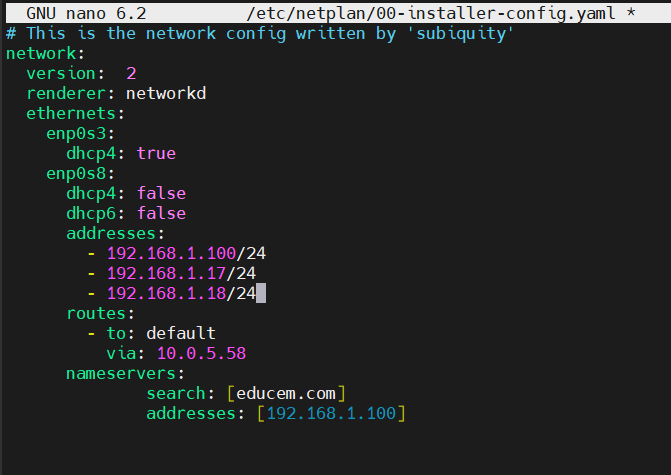 GNU nano 6.2 /etc/netplan/00-installer-config.yaml *
# This is the network config written by 'subiquity'
network:
  version:  2
  renderer: networkd
  ethernets:
    enp0s3:
      dhcp4: true
    enp0s8:
      dhcp4: false
      dhcp6: false
      addresses:
        - 192.168.1.100/24
        - 192.168.1.17/24
        - 192.168.1.18/24
      routes:
        - to: default
          via: 10.0.5.58
      nameservers:
              search: [educem.com]
              addresses: [192.168.1.100]